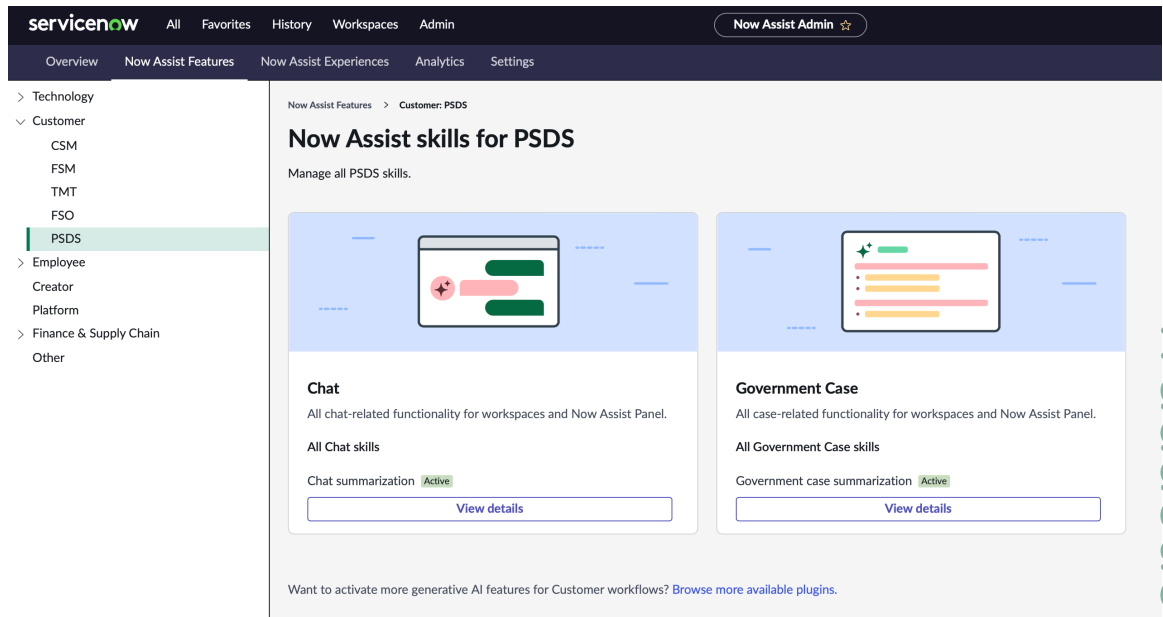 servicenow All Favorites History Workspaces Admin Now Assist Admin
Overview Now Assist Features Now Assist Experiences Analytics Settings
Technology
Customer
CSM
FSM
TMT
FSO
PSDS
Employee
Creator
Platform
Finance & Supply Chain
Other
Now Assist Features > Customer: PSDS
Now Assist skills for PSDS
Manage all PSDS skills.
Chat
All chat-related functionality for workspaces and Now Assist Panel.
All Chat skills
Chat summarization Active
View details
Government Case
All case-related functionality for workspaces and Now Assist Panel.
All Government Case skills
Government case summarization Active
View details
Want to activate more generative AI features for Customer workflows? Browse more available plugins.